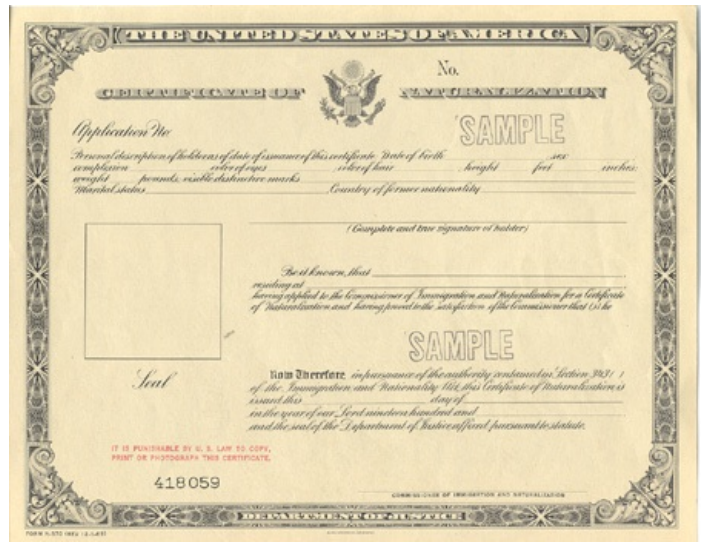 THE UNITED STATES OF AMERICA
No.
CERTIFICATE OF NATURALIZATION
Application No
SAMPLE
Personal description of holder as of date of issuance of this certificate: Date of birth sex
complexion color of eyes color of hair height feet inches;
weight pounds; visible distinctive marks
Marital status Country of former nationality
(Complete and true signature of holder)
Be it known, that
residing at
having applied to the Commissioner of Immigration and Naturalization for a Certificate
of Naturalization and having proved to the satisfaction of the Commissioner that (s)he
SAMPLE
Seal
Now Therefore, in pursuance of the authority contained in Section 343( )
of the Immigration and Nationality Act, this Certificate of Naturalization is
issued this day of
in the year of our Lord nineteen hundred and
and the seal of the Department of Justice affixed pursuant to statute.
IT IS PUNISHABLE BY U. S. LAW TO COPY,
PRINT OR PHOTOGRAPH THIS CERTIFICATE.
418059
COMMISSIONER OF IMMIGRATION AND NATURALIZATION
DEPARTMENT OF JUSTICE
FORM